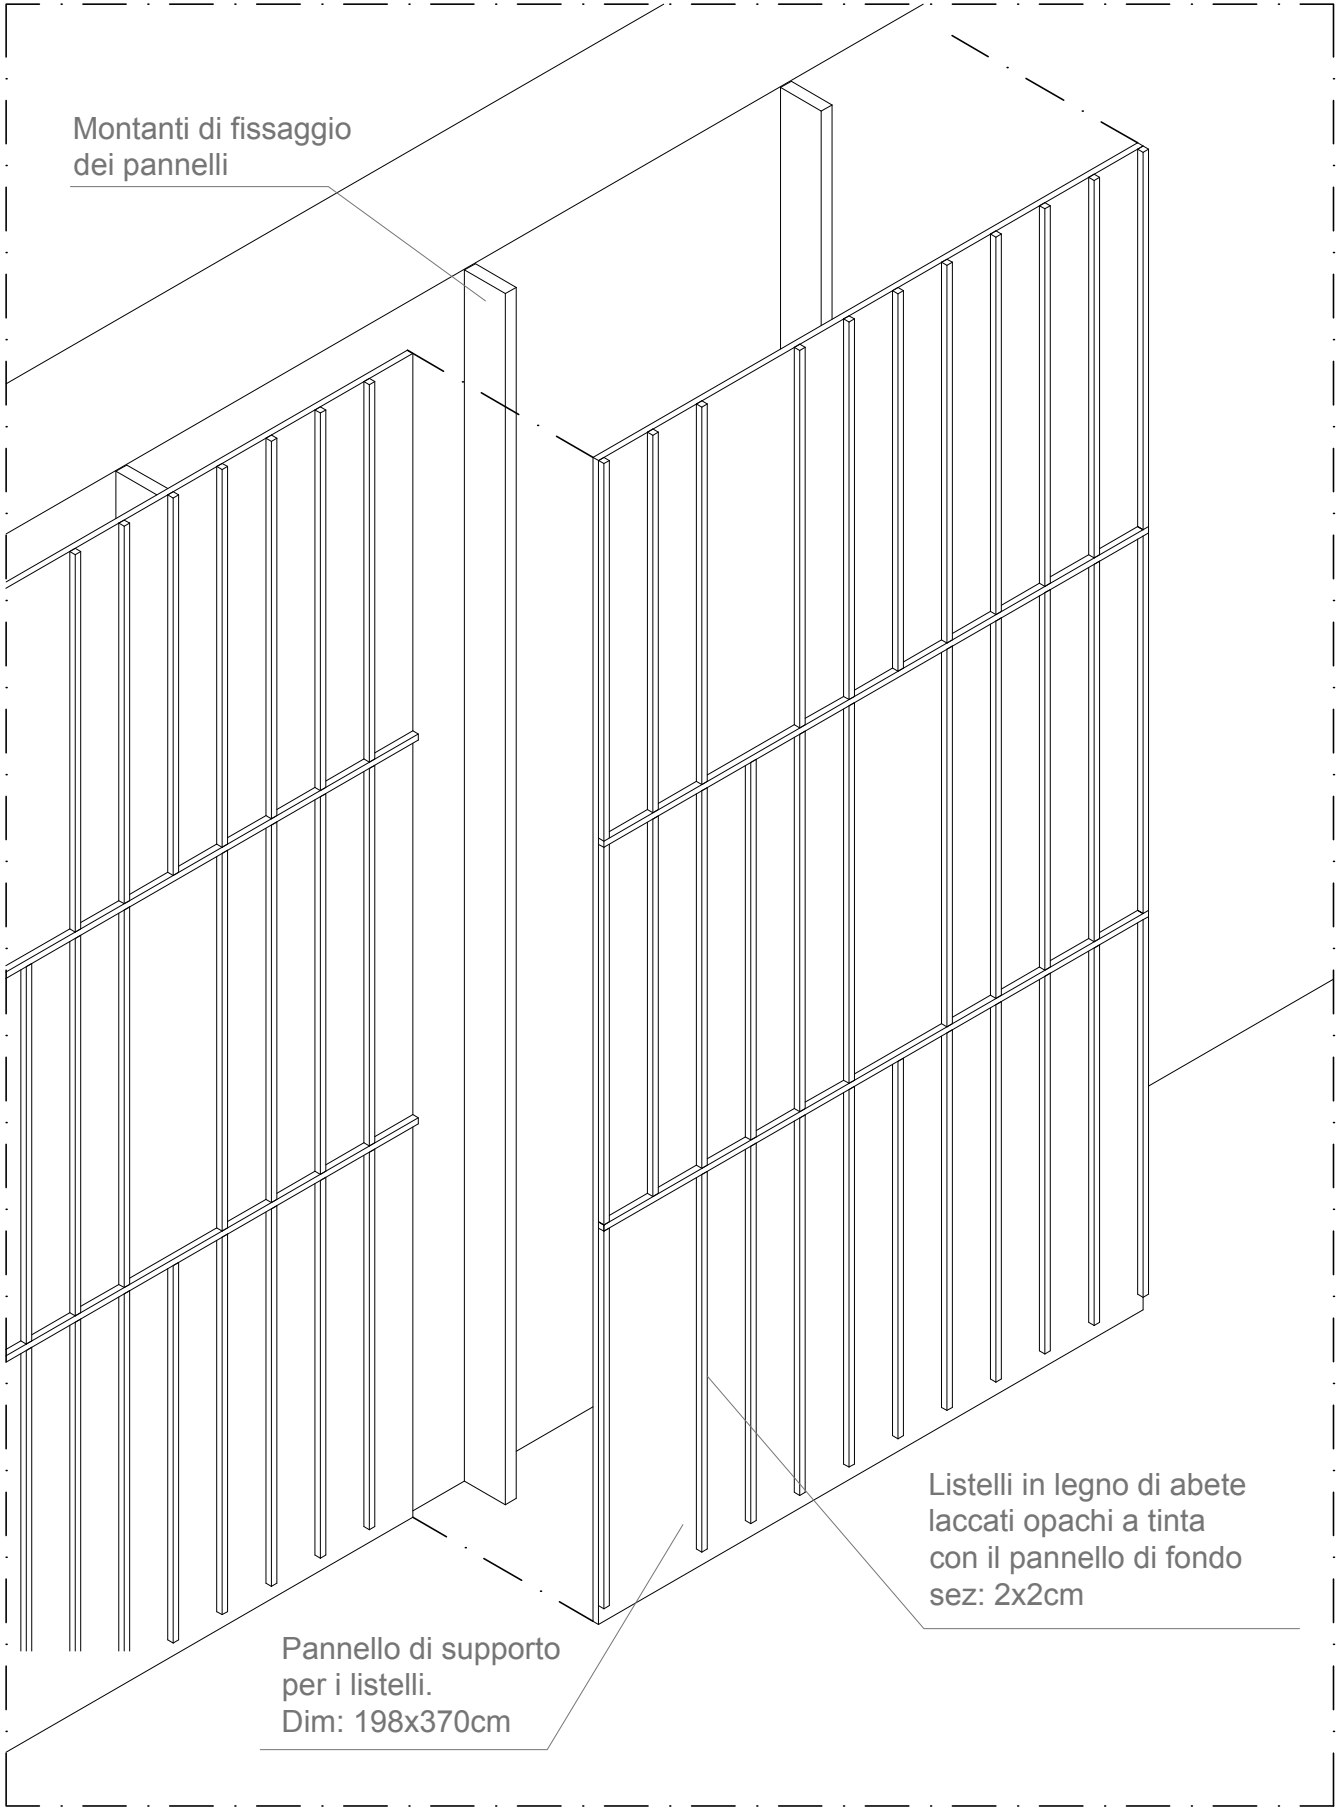 Montanti di fissaggio
dei pannelli
Listelli in legno di abete
laccati opachi a tinta
con il pannello di fondo
sez: 2x2cm
Pannello di supporto
per i listelli.
Dim: 198x370cm